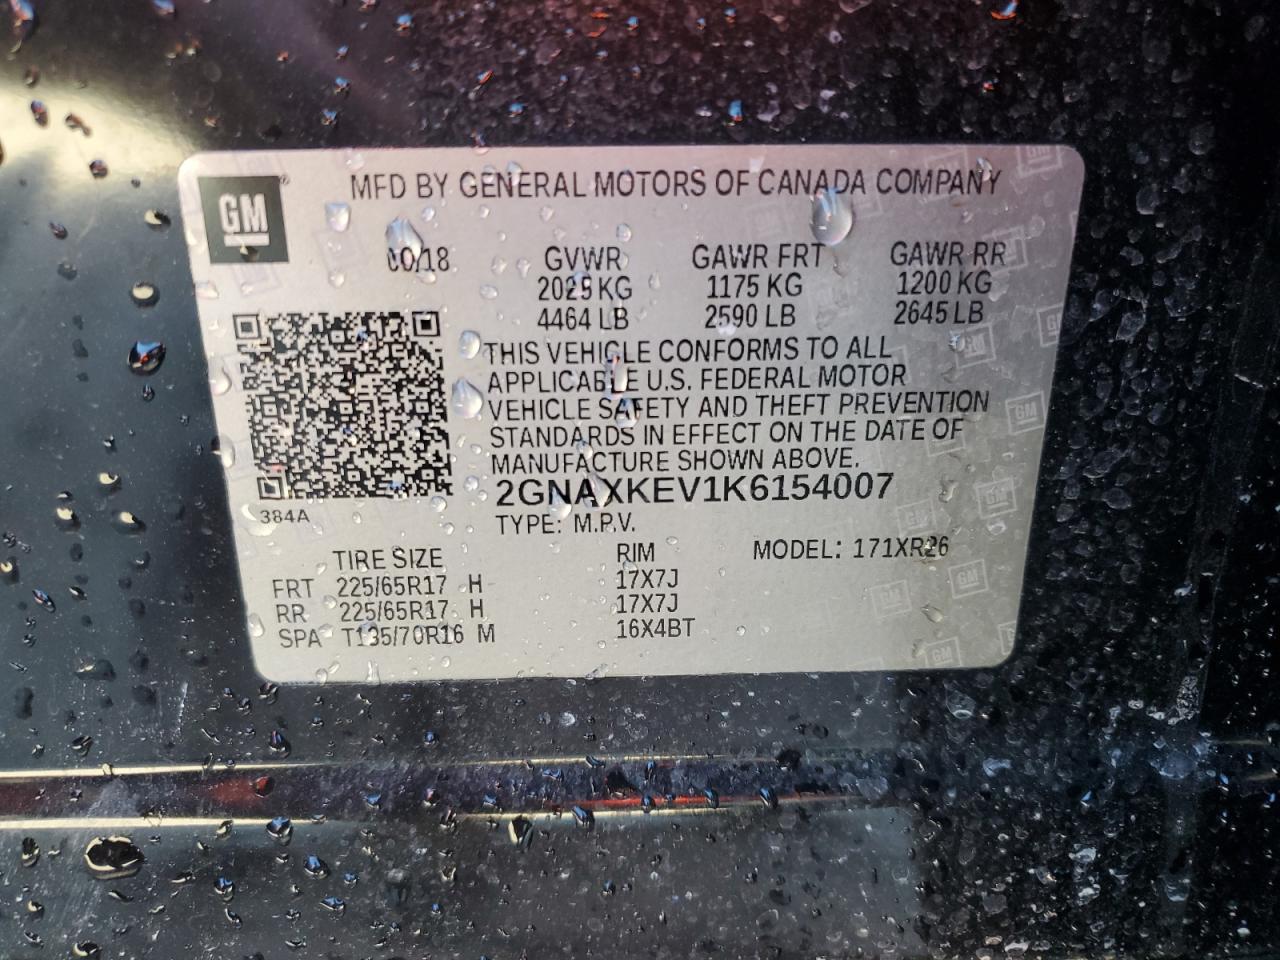 GM
MFD BY GENERAL MOTORS OF CANADA COMPANY
GVWR GAWR FRT GAWR RR
2025 KG 1175 KG 1200 KG
4464 LB 2590 LB 2645 LB
THIS VEHICLE CONFORMS TO ALL
APPLICABLE U.S. FEDERAL MOTOR
VEHICLE SAFETY AND THEFT PREVENTION
STANDARDS IN EFFECT ON THE DATE OF
MANUFACTURE SHOWN ABOVE.
2GNAXKEV1K6154007
384A
TYPE: M.P.V.
TIRE SIZE RIM MODEL: 1711XR26
FRT 225/65R17 H 17X7J
RR 225/65R17 H 17X7J
SPA T135/70R16 M 16X4BT